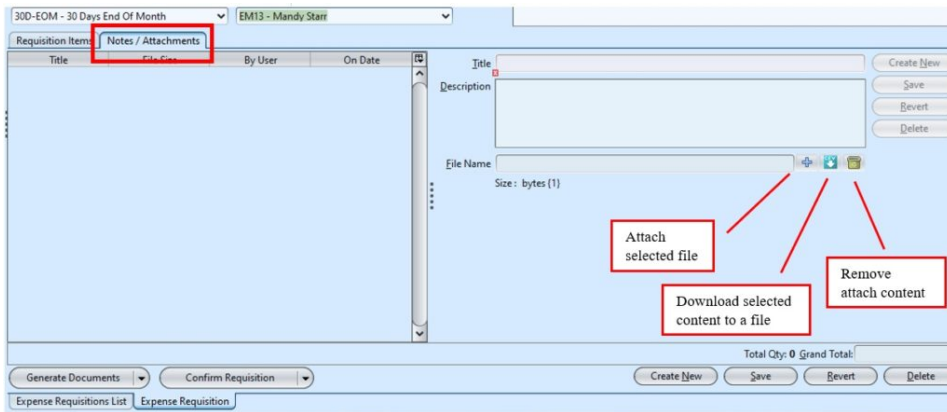 30D-EOM - 30 Days End Of Month
EM13 - Mandy Starr
Requisition Items
Notes / Attachments
Title
File Size
By User
On Date
Title
Create New
Description
Save
Revert
Delete
File Name
Size : bytes {1}
Attach
selected file
Download selected
content to a file
Remove
attach content
Total Qty: 0 Grand Total:
Generate Documents
Confirm Requisition
Create New
Save
Revert
Delete
Expense Requisitions List
Expense Requisition